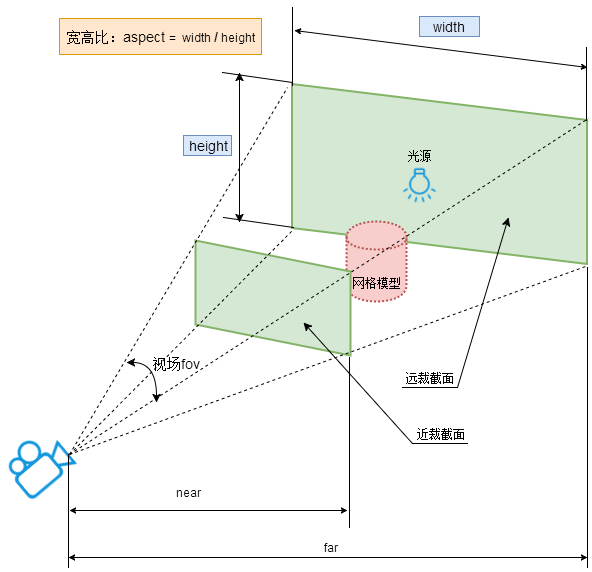 宽高比：aspect = width / height
width
height
光源
网格模型
视场fov
远裁截面
近裁截面
near
far